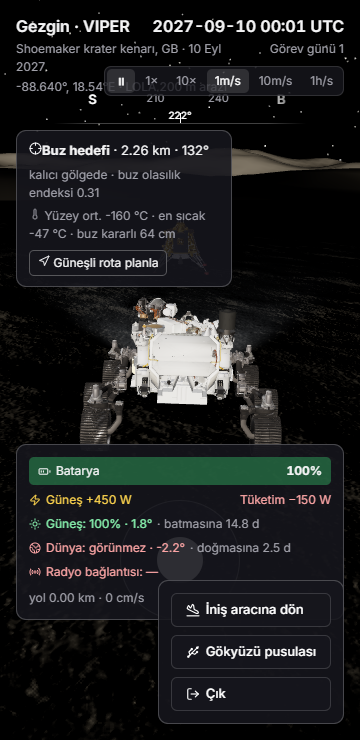 Gezgin · VIPER 2027-09-10 00:01 UTC
Shoemaker krater kenarı, GB · 10 Eyl 2027.
Görev günü 1
-88.640°, 18.54°E · LOLA 200 m arazi
1× 10× 1m/s 10m/s 1h/s
S 210 240 B
222°
Buz hedefi · 2.26 km · 132°
kalıcı gölgede · buz olasılık
endeksi 0.31
Yüzey ort. -160 °C · en sıcak
-47 °C · buz kararlı 64 cm
Güneşli rota planla
Batarya 100%
Güneş +450 W Tüketim −150 W
Güneş: 100% · 1.8° · batmasına 14.8 d
Dünya: görünmez · -2.2° · doğmasına 2.5 d
Radyo bağlantısı: —
yol 0.00 km · 0 cm/s
İniş aracına dön
Gökyüzü pusulası
Çık